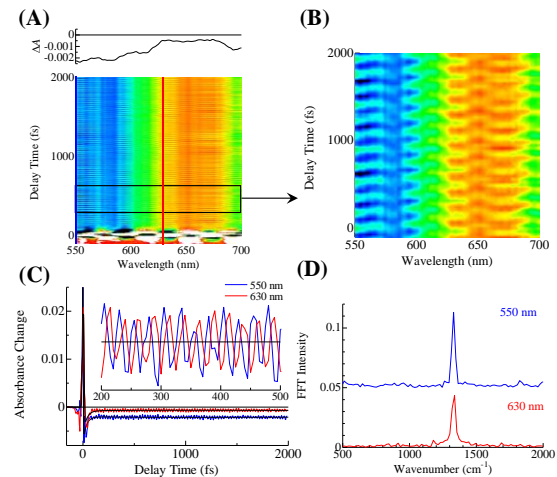 (A)
ΔA
0
-0.001
-0.002
2000
1000
0
Delay Time (fs)
550 600 650 700
Wavelength (nm)
(B)
2000
1000
0
Delay Time (fs)
550 600 650 700
Wavelength (nm)
(C)
550 nm
630 nm
0.02
0.01
0
Absorbance Change
200 300 400 500
0 1000 2000
Delay Time (fs)
(D)
550 nm
630 nm
0.1
0.05
0
FFT Intensity
500 1000 1500 2000
Wavenumber (cm⁻¹)